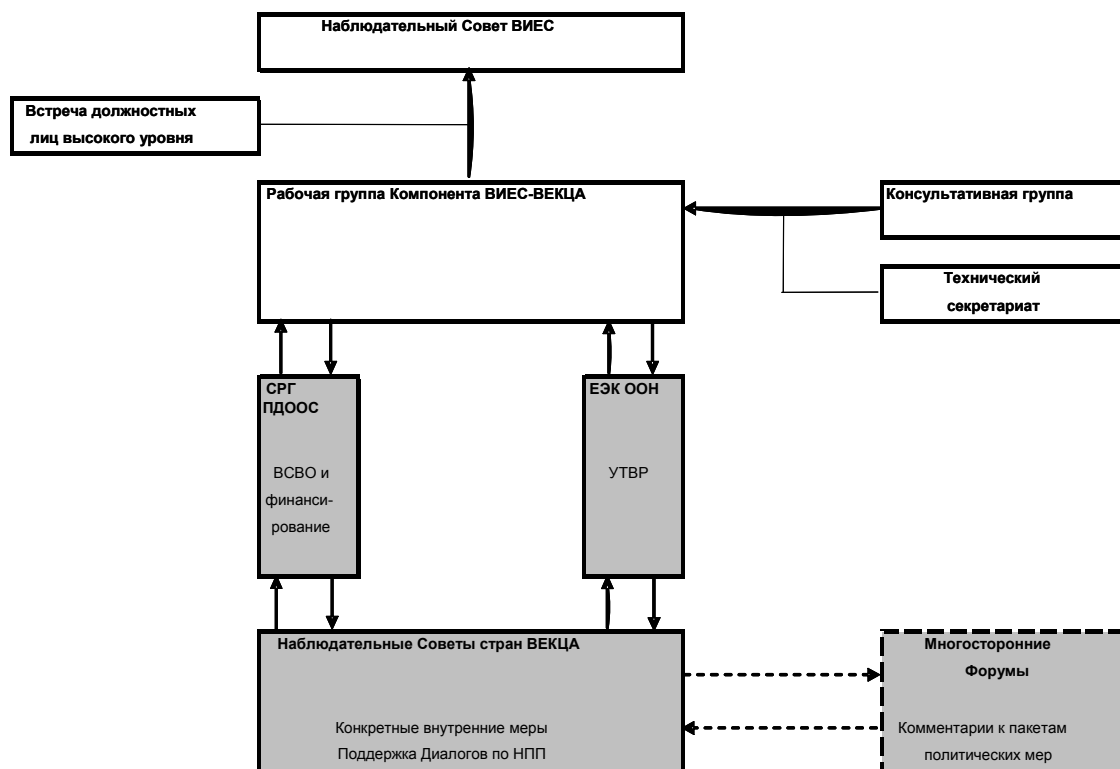 Наблюдательный Совет ВИЕС
Встреча должностных
лиц высокого уровня
Рабочая группа Компонента ВИЕС-ВЕКЦА
Консультативная группа
Технический
секретариат
СРГ
ПДООС
ВСВО и
финанси-
рование
ЕЭК ООН
УТВР
Наблюдательные Советы стран ВЕКЦА
Конкретные внутренние меры
Поддержка Диалогов по НПП
Многосторонние
Форумы
Комментарии к пакетам
политических мер